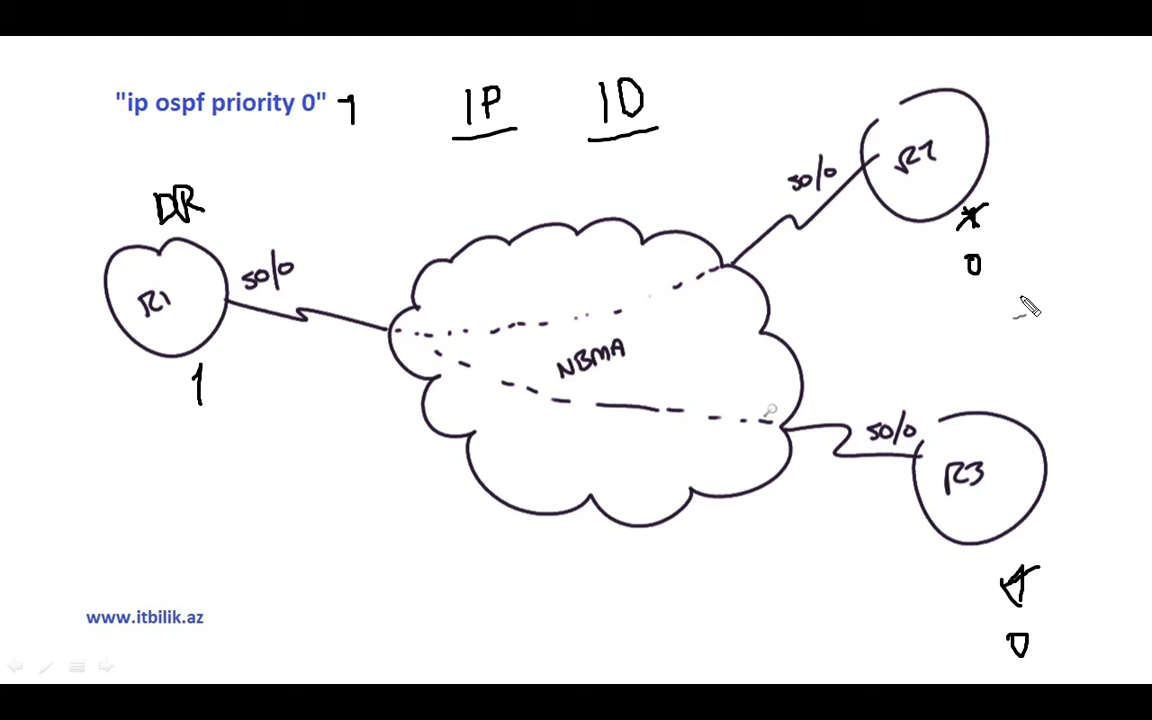 "ip ospf priority 0" 1
IP ID
DR
R1
S0/0
1
S0/0
R2
0
NBMA
S0/0
R3
0
www.itbilik.az